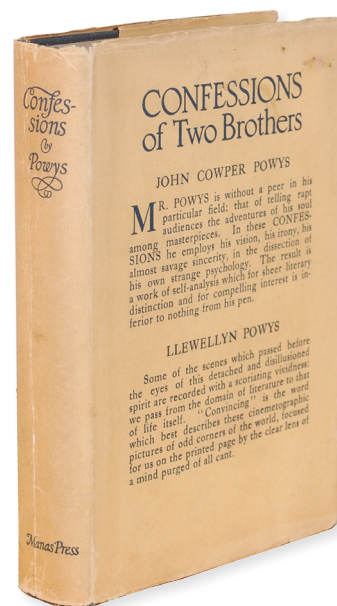 Confes-
sions
by
Powys
Manas Press
CONFESSIONS
of Two Brothers
JOHN COWPER POWYS
MR. POWYS is without a peer in his
particular field: that of telling rapt
audiences the adventures of his soul
among masterpieces. In these CONFES-
SIONS he employs his vision, his irony, his
almost savage sincerity, in the dissection of
his own strange psychology. The result is
a work of self-analysis which for sheer literary
distinction and for compelling interest is in-
ferior to nothing from his pen.
LLEWELLYN POWYS
Some of the scenes which passed before
the eyes of this detached and disillusioned
spirit are recorded with a scoriating vividness:
we pass from the domain of literature to that
of life itself. "Convincing" is the word
which best describes these cinemetographic
pictures of odd corners of the world, focused
for us on the printed page by the clear lens of
a mind purged of all cant.